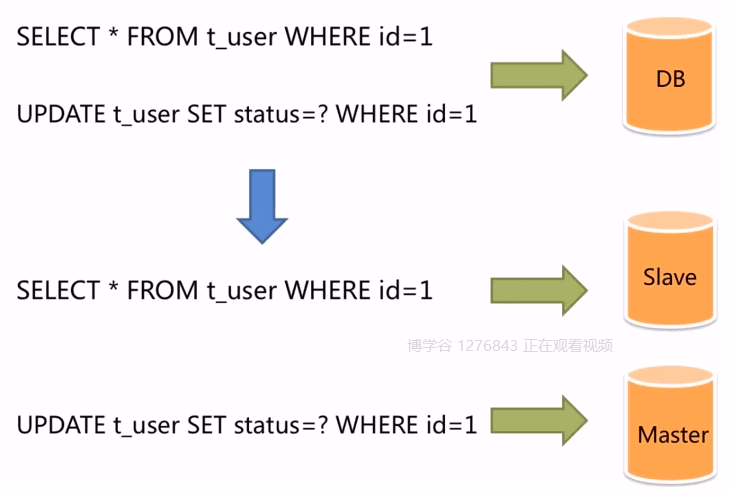 SELECT * FROM t_user WHERE id=1
DB
UPDATE t_user SET status=? WHERE id=1
SELECT * FROM t_user WHERE id=1
Slave
博学谷 1276843 正在观看视频
UPDATE t_user SET status=? WHERE id=1
Master